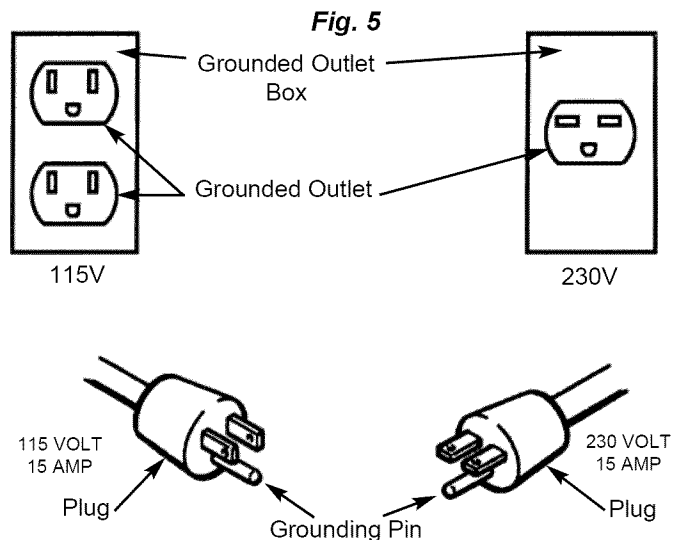 Fig. 5
Grounded Outlet
Box
Grounded Outlet
115V
230V
115 VOLT
15 AMP
230 VOLT
15 AMP
Plug
Grounding Pin
Plug